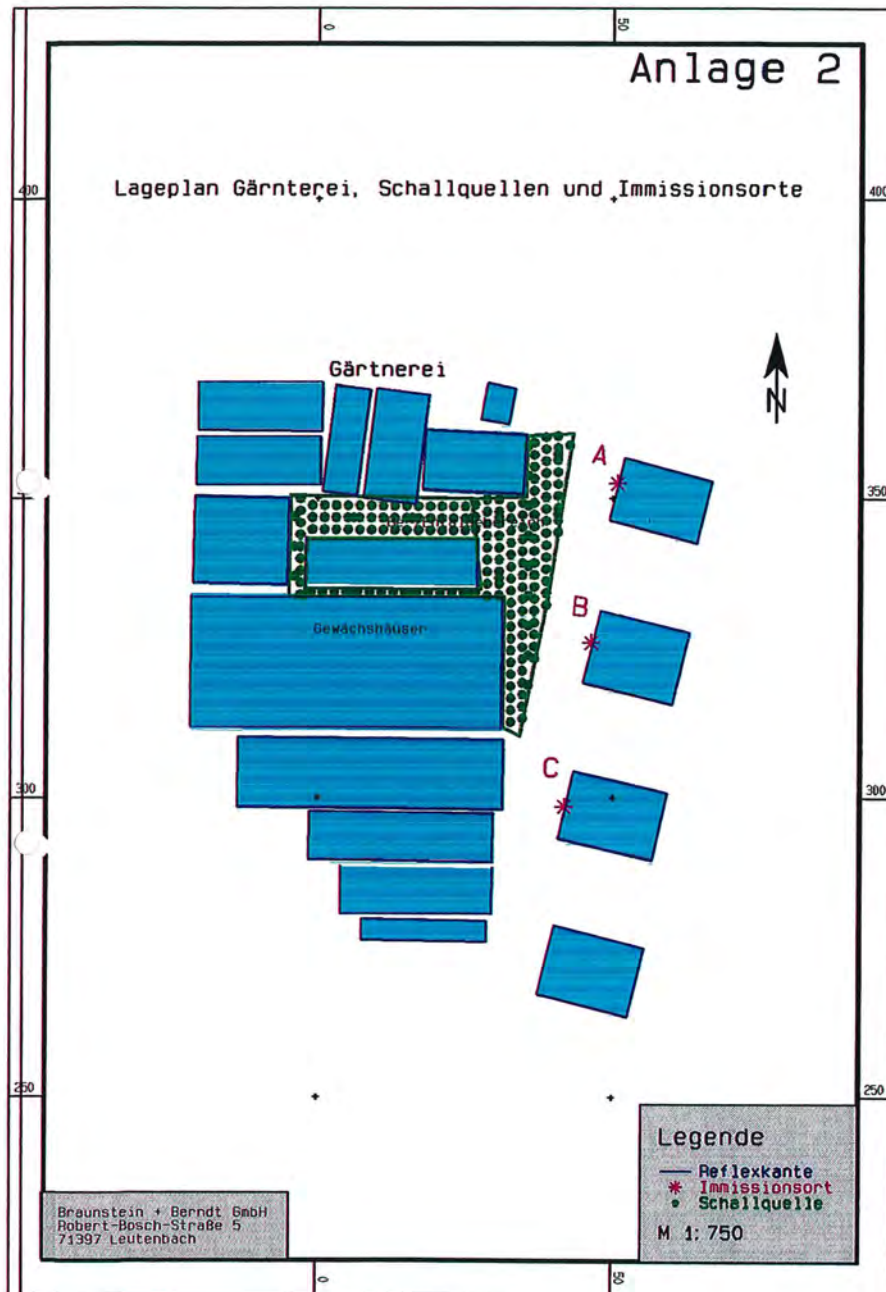 0
50
Anlage 2
400
400
Lageplan Gärnterei, Schallquellen und Immissionsorte
N
Gärtnerei
A
350
B
Gewächshäuser
C
300
300
250
250
Legende
Reflexkante
Immissionsort
Schallquelle
M 1: 750
Braunstein + Berndt GmbH
Robert-Bosch-Straße 5
71397 Leutenbach
0
50